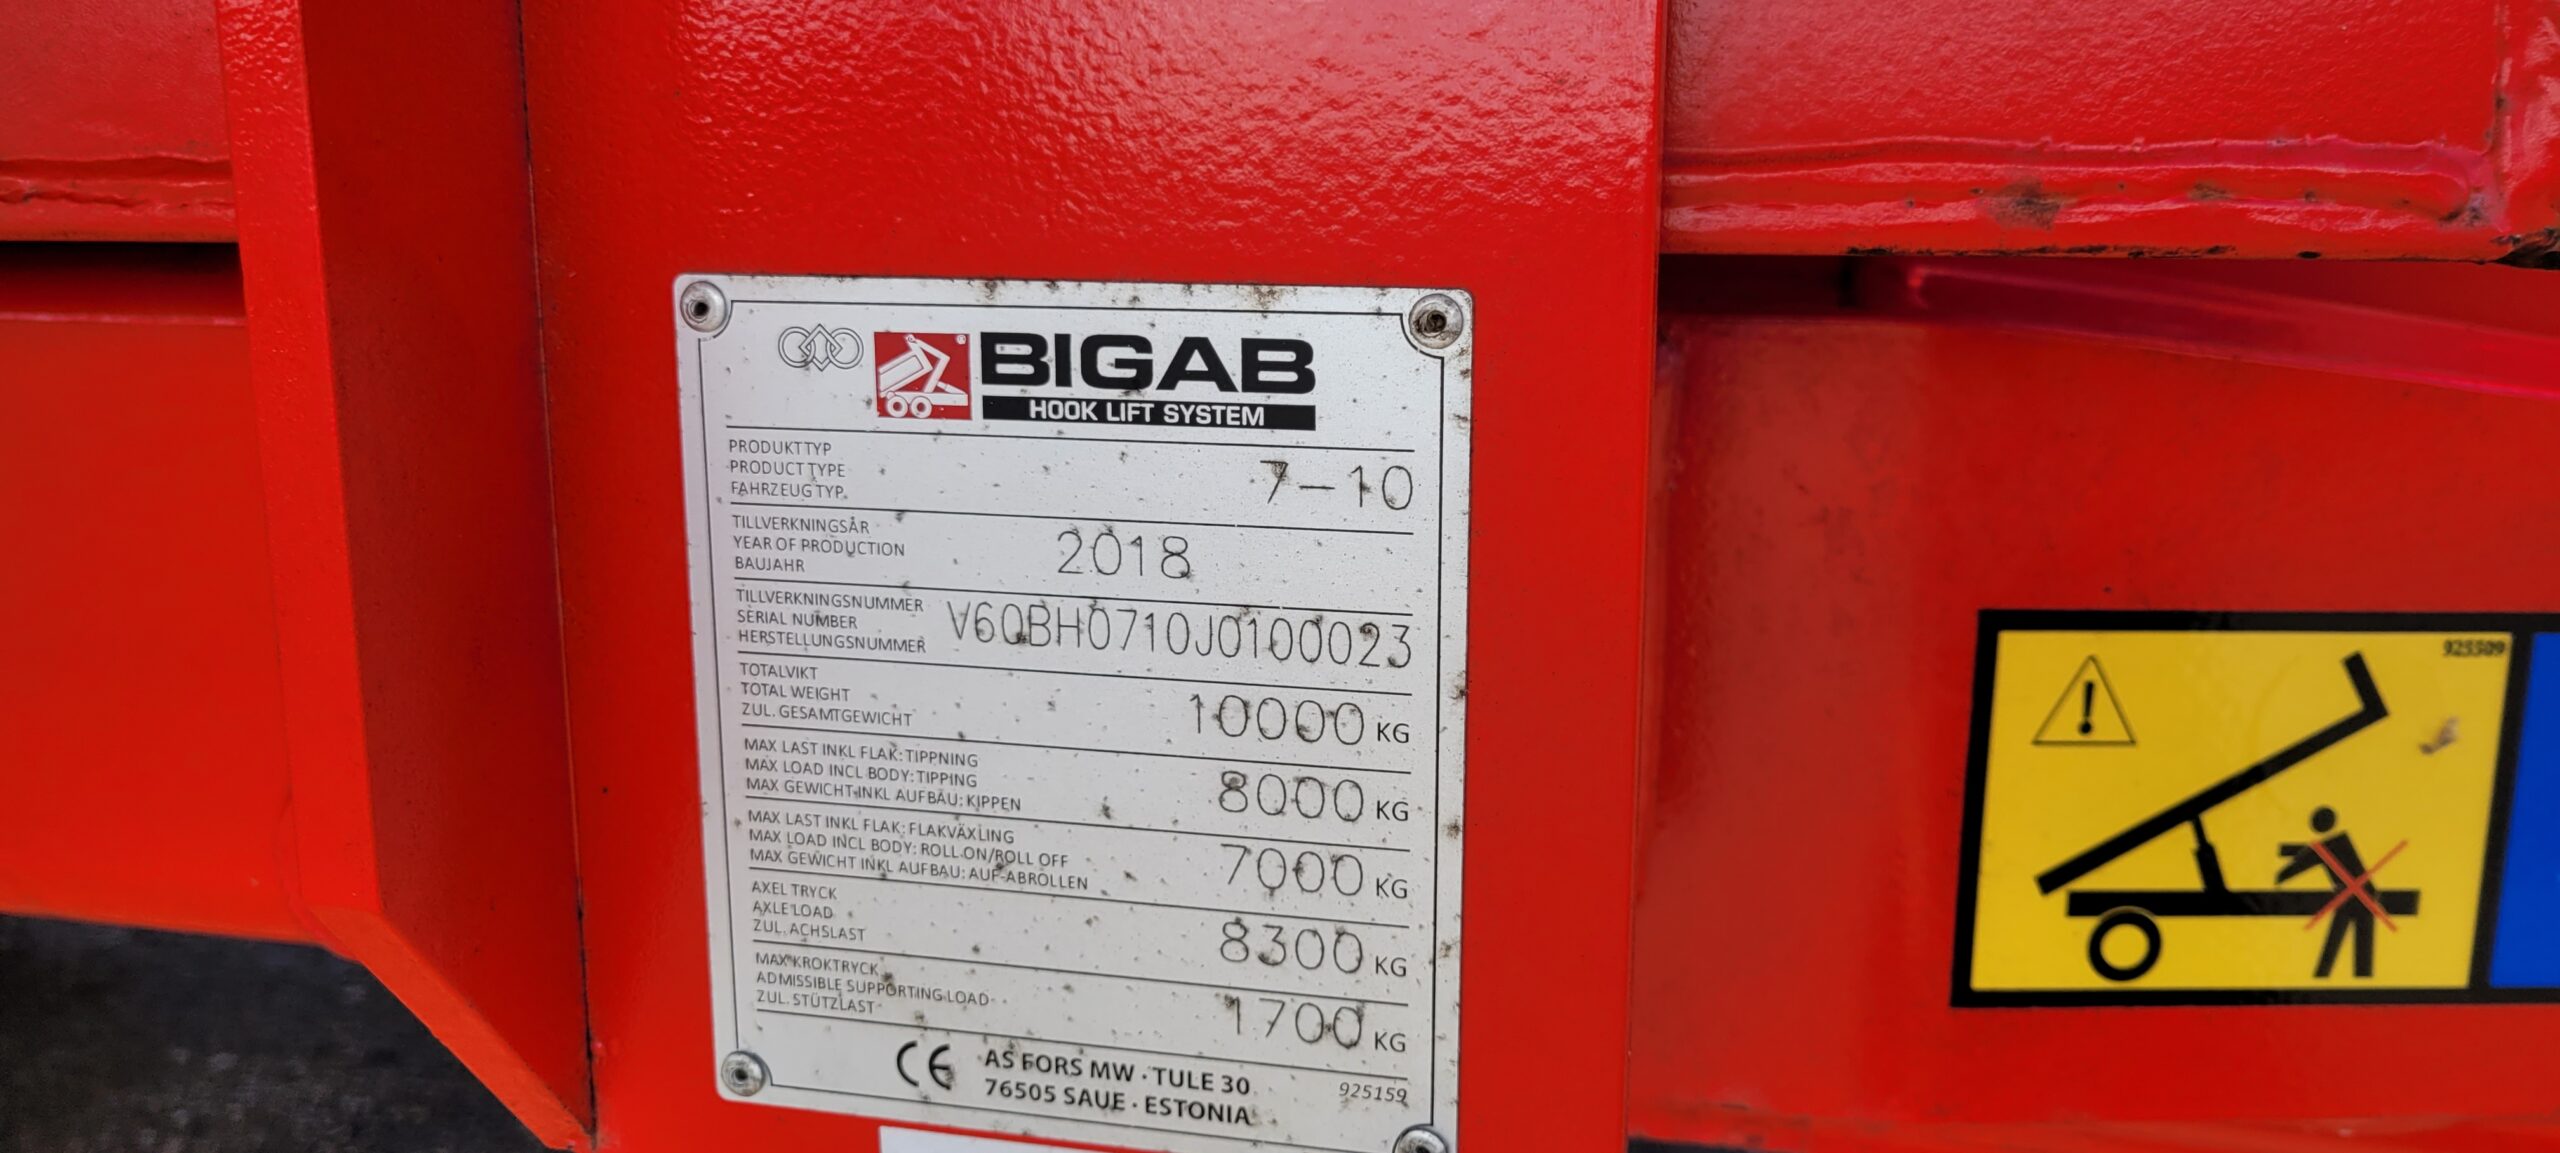 BIGAB
HOOK LIFT SYSTEM
PRODUKTTYP
PRODUCT TYPE
FAHRZEUG TYP.
7-10
TILLVERKNINGSÅR
YEAR OF PRODUCTION
BAUJAHR
2018
TILLVERKNINGSNUMMER
SERIAL NUMBER
HERSTELLUNGSNUMMER
V60BH0710J0100023
TOTALVIKT
TOTAL WEIGHT
ZUL. GESAMTGEWICHT
10000 KG
MAX LAST INKL FLAK: TIPPNING
MAX LOAD INCL BODY: TIPPING
MAX GEWICHT INKL AUFBAU: KIPPEN
8000 KG
MAX LAST INKL FLAK: FLAKVÄXLING
MAX LOAD INCL BODY: ROLL ON/ROLL OFF
MAX GEWICHT INKL AUFBAU: AUF-ABROLLEN
7000 KG
AXEL TRYCK
AXLE LOAD
ZUL. ACHSLAST
8300 KG
MAX KROKTRYCK
ADMISSIBLE SUPPORTING LOAD
ZUL. STÜTZLAST
1700 KG
CE
AS FORS MW · TULE 30
76505 SAUE · ESTONIA
925159
925509